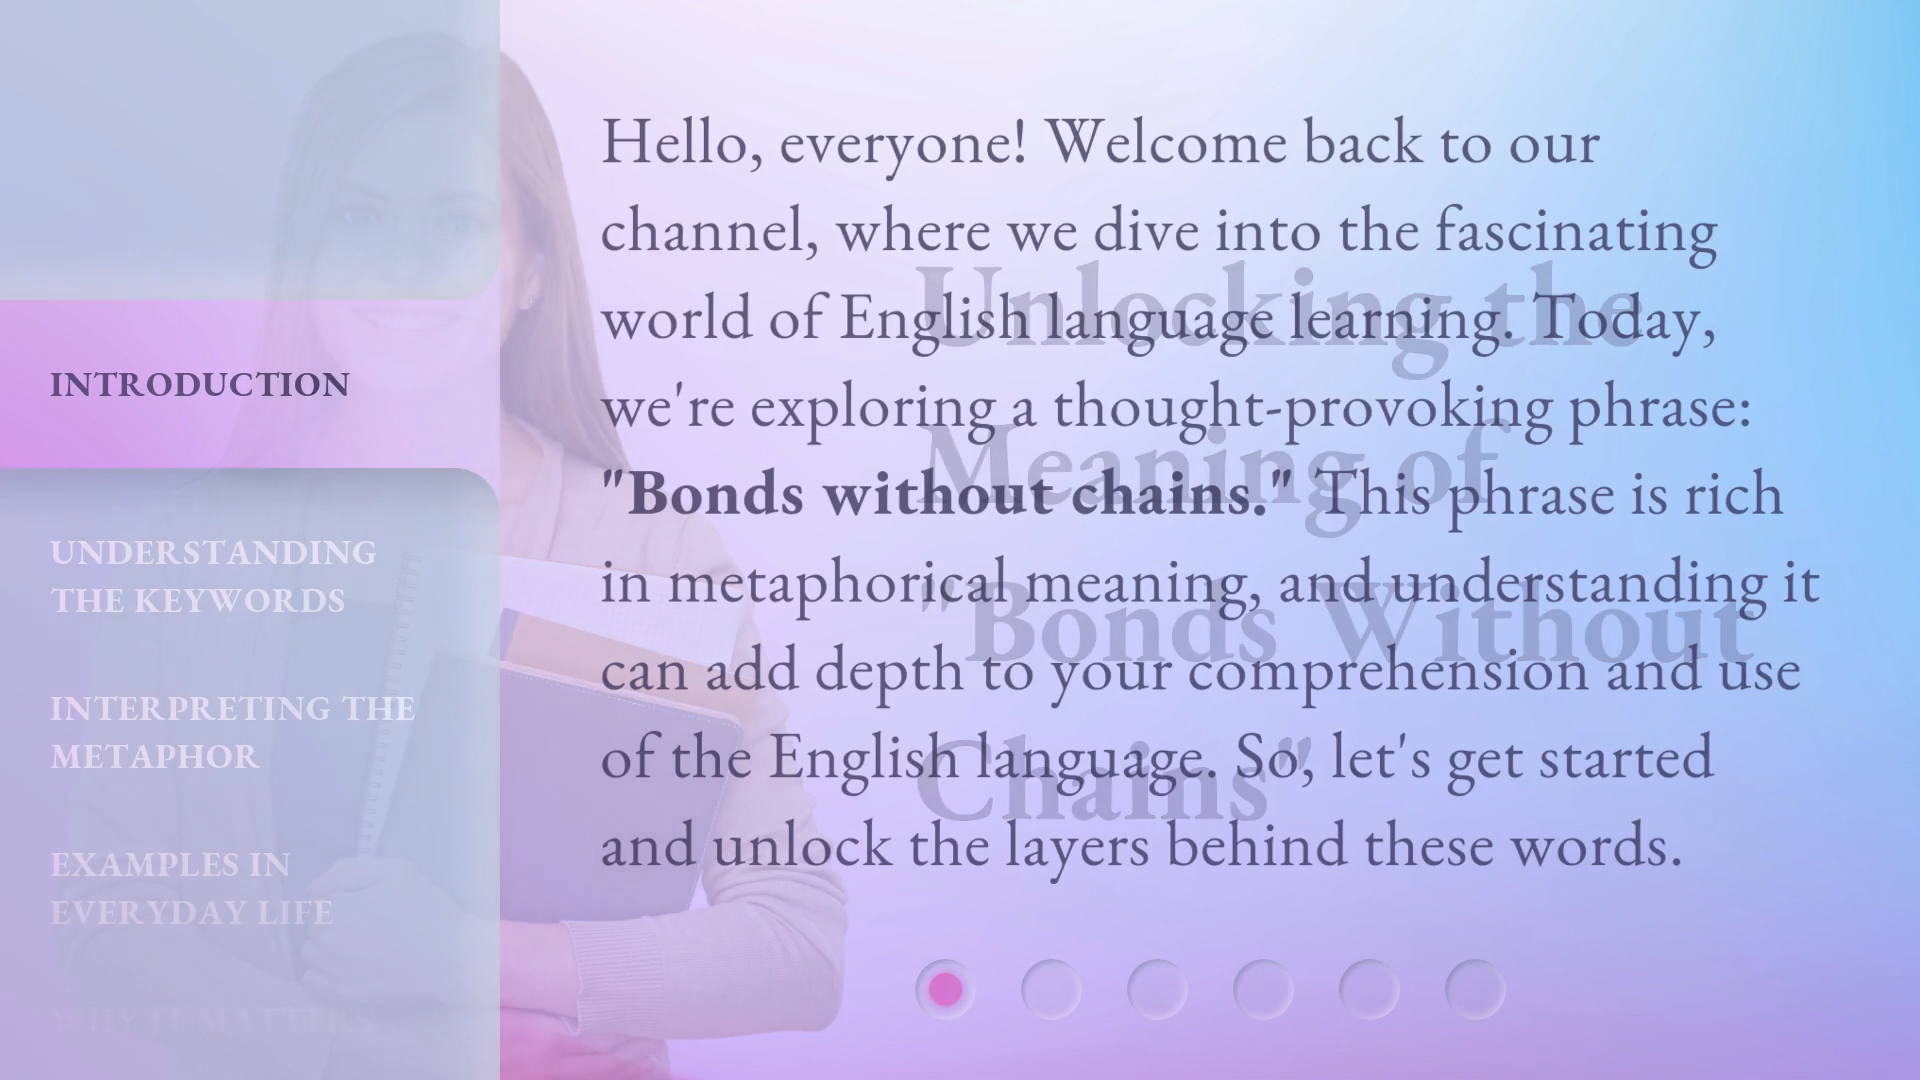 INTRODUCTION
UNDERSTANDING
THE KEYWORDS
INTERPRETING THE
METAPHOR
EXAMPLES IN
EVERYDAY LIFE
WHY IT MATTERS
Hello, everyone! Welcome back to our
channel, where we dive into the fascinating
world of English language learning. Today,
we're exploring a thought-provoking phrase:
"Bonds without chains." This phrase is rich
in metaphorical meaning, and understanding it
can add depth to your comprehension and use
of the English language. So, let's get started
and unlock the layers behind these words.
Unlocking the
Meaning of
"Bonds Without
Chains"